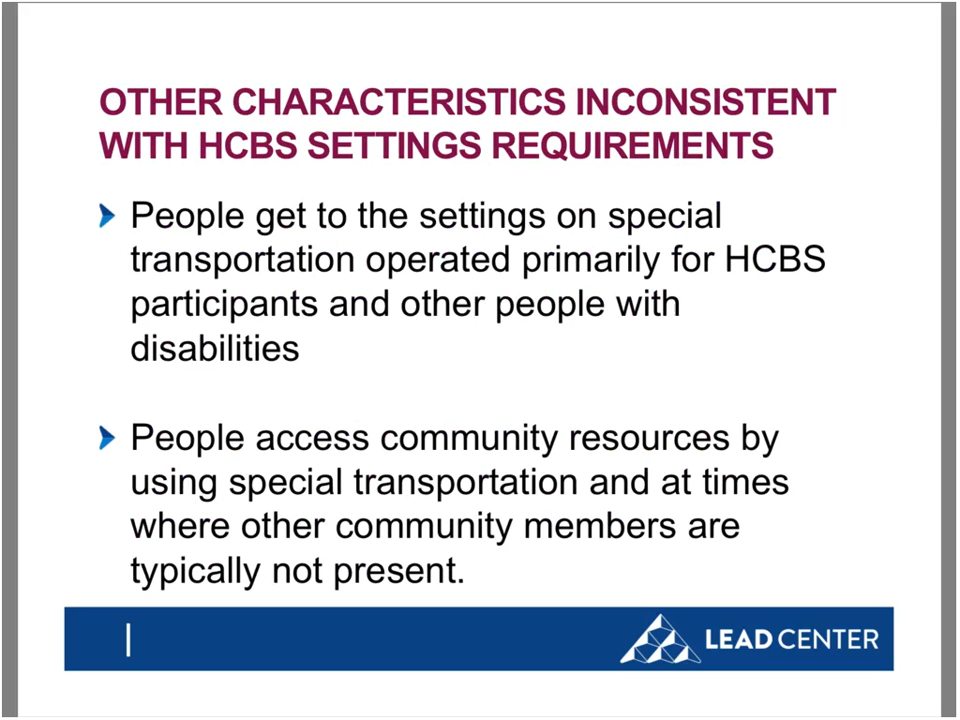 OTHER CHARACTERISTICS INCONSISTENT
WITH HCBS SETTINGS REQUIREMENTS
People get to the settings on special
transportation operated primarily for HCBS
participants and other people with
disabilities
People access community resources by
using special transportation and at times
where other community members are
typically not present.
LEAD CENTER